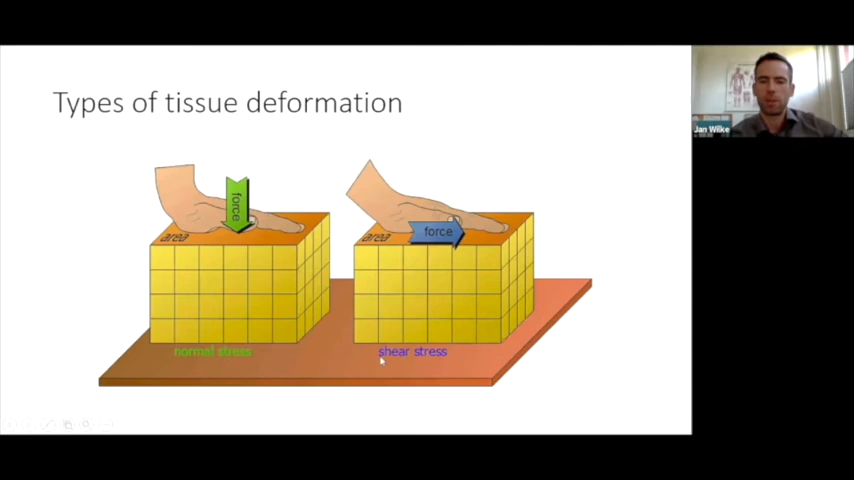 Types of tissue deformation
Jan Wilke
force
area
force
area
normal stress
shear stress